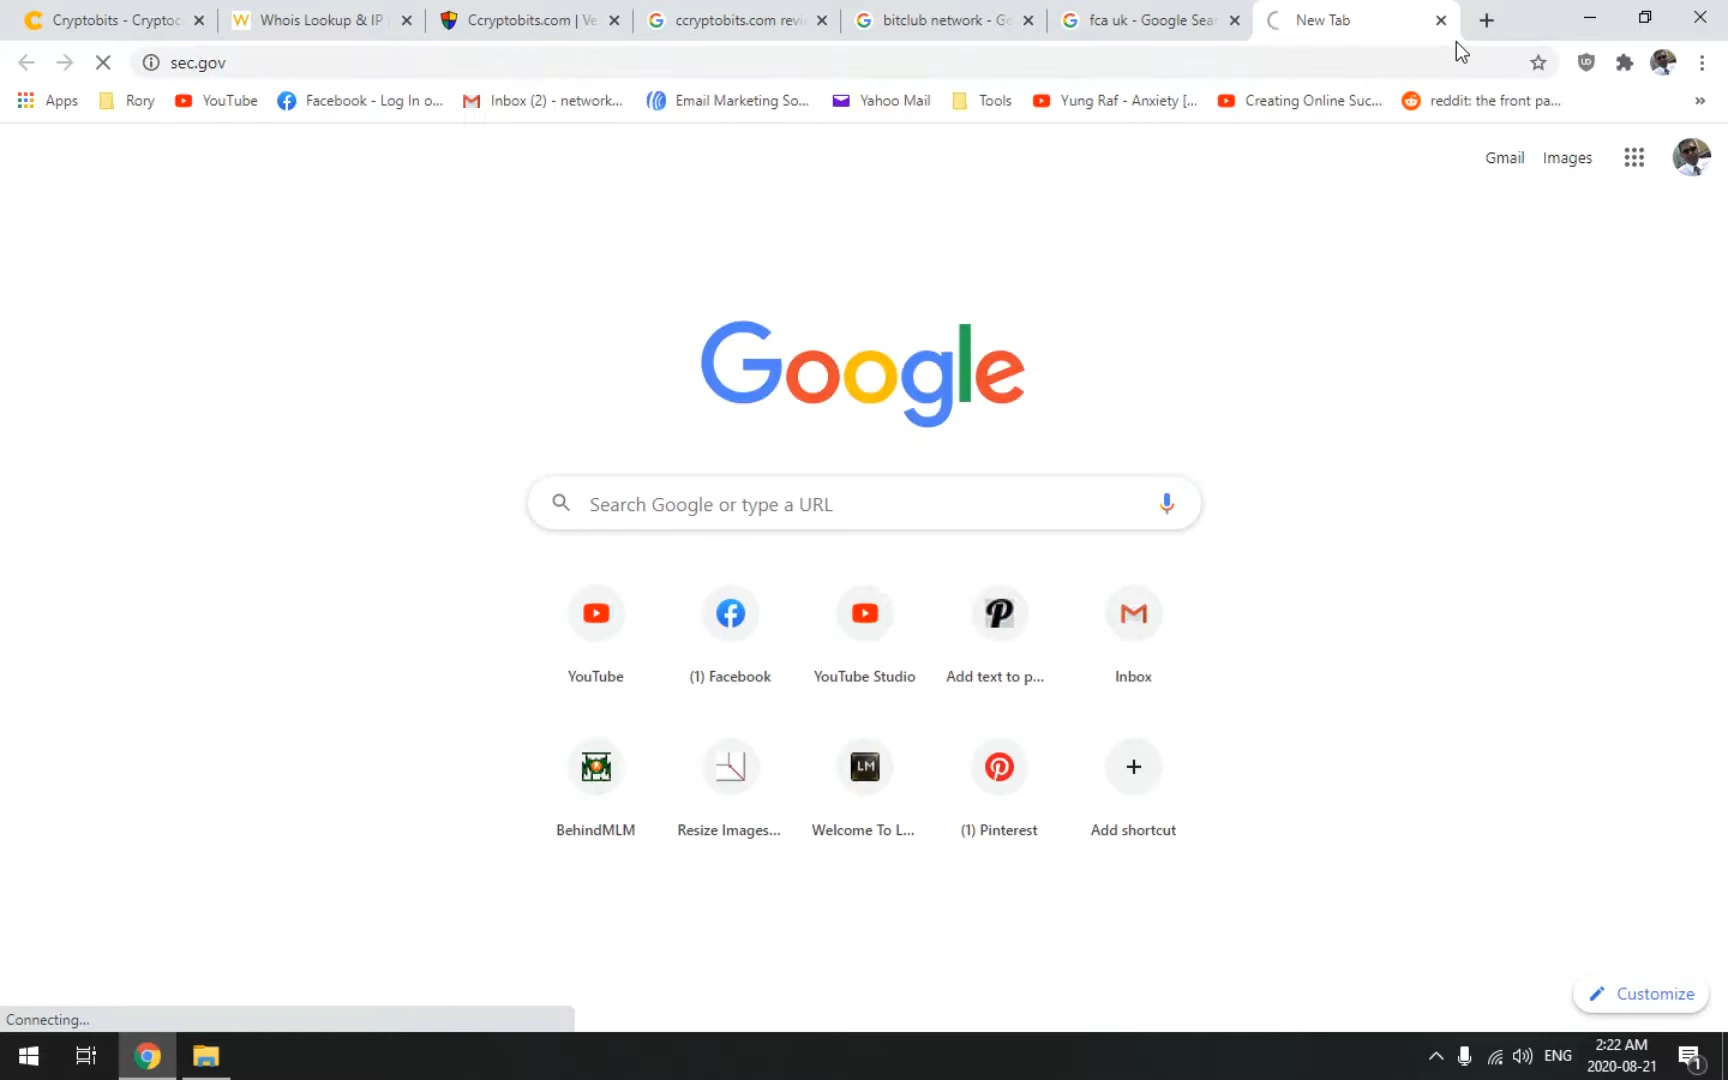 Cryptobits - Cryptoc
Whois Lookup & IP
Ccryptobits.com | Ve
ccryptobits.com revi
bitclub network - Go
fca uk - Google Sear
New Tab
sec.gov
Apps
Rory
YouTube
Facebook - Log In o...
Inbox (2) - network...
Email Marketing So...
Yahoo Mail
Tools
Yung Raf - Anxiety [...
Creating Online Suc...
reddit: the front pa...
»
Gmail
Images
Google
Search Google or type a URL
YouTube
(1) Facebook
YouTube Studio
Add text to p...
Inbox
LM
BehindMLM
Resize Images...
Welcome To L...
(1) Pinterest
Add shortcut
Customize
Connecting...
ENG
2:22 AM
2020-08-21
1